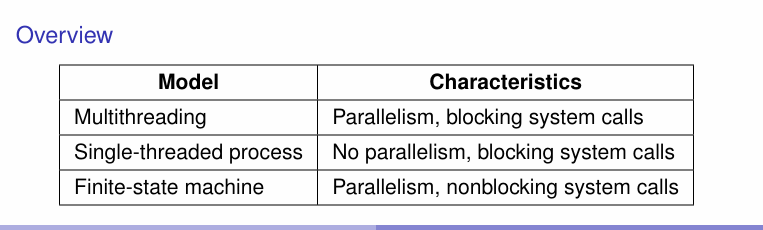 Overview
Model Characteristics
Multithreading Parallelism, blocking system calls
Single-threaded process No parallelism, blocking system calls
Finite-state machine Parallelism, nonblocking system calls